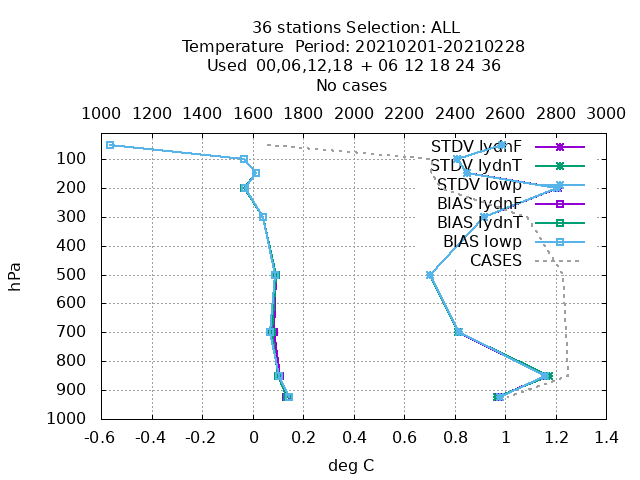 36 stations Selection: ALL
Temperature  Period: 20210201-20210228
Used  00,06,12,18 + 06 12 18 24 36
No cases
1000 1200 1400 1600 1800 2000 2200 2400 2600 2800 3000
STDV lydnF
STDV lydnT
STDV lowp
BIAS lydnF
BIAS lydnT
BIAS lowp
CASES
100
200
300
400
500
600
700
800
900
1000
hPa
-0.6 -0.4 -0.2 0 0.2 0.4 0.6 0.8 1 1.2 1.4
deg C